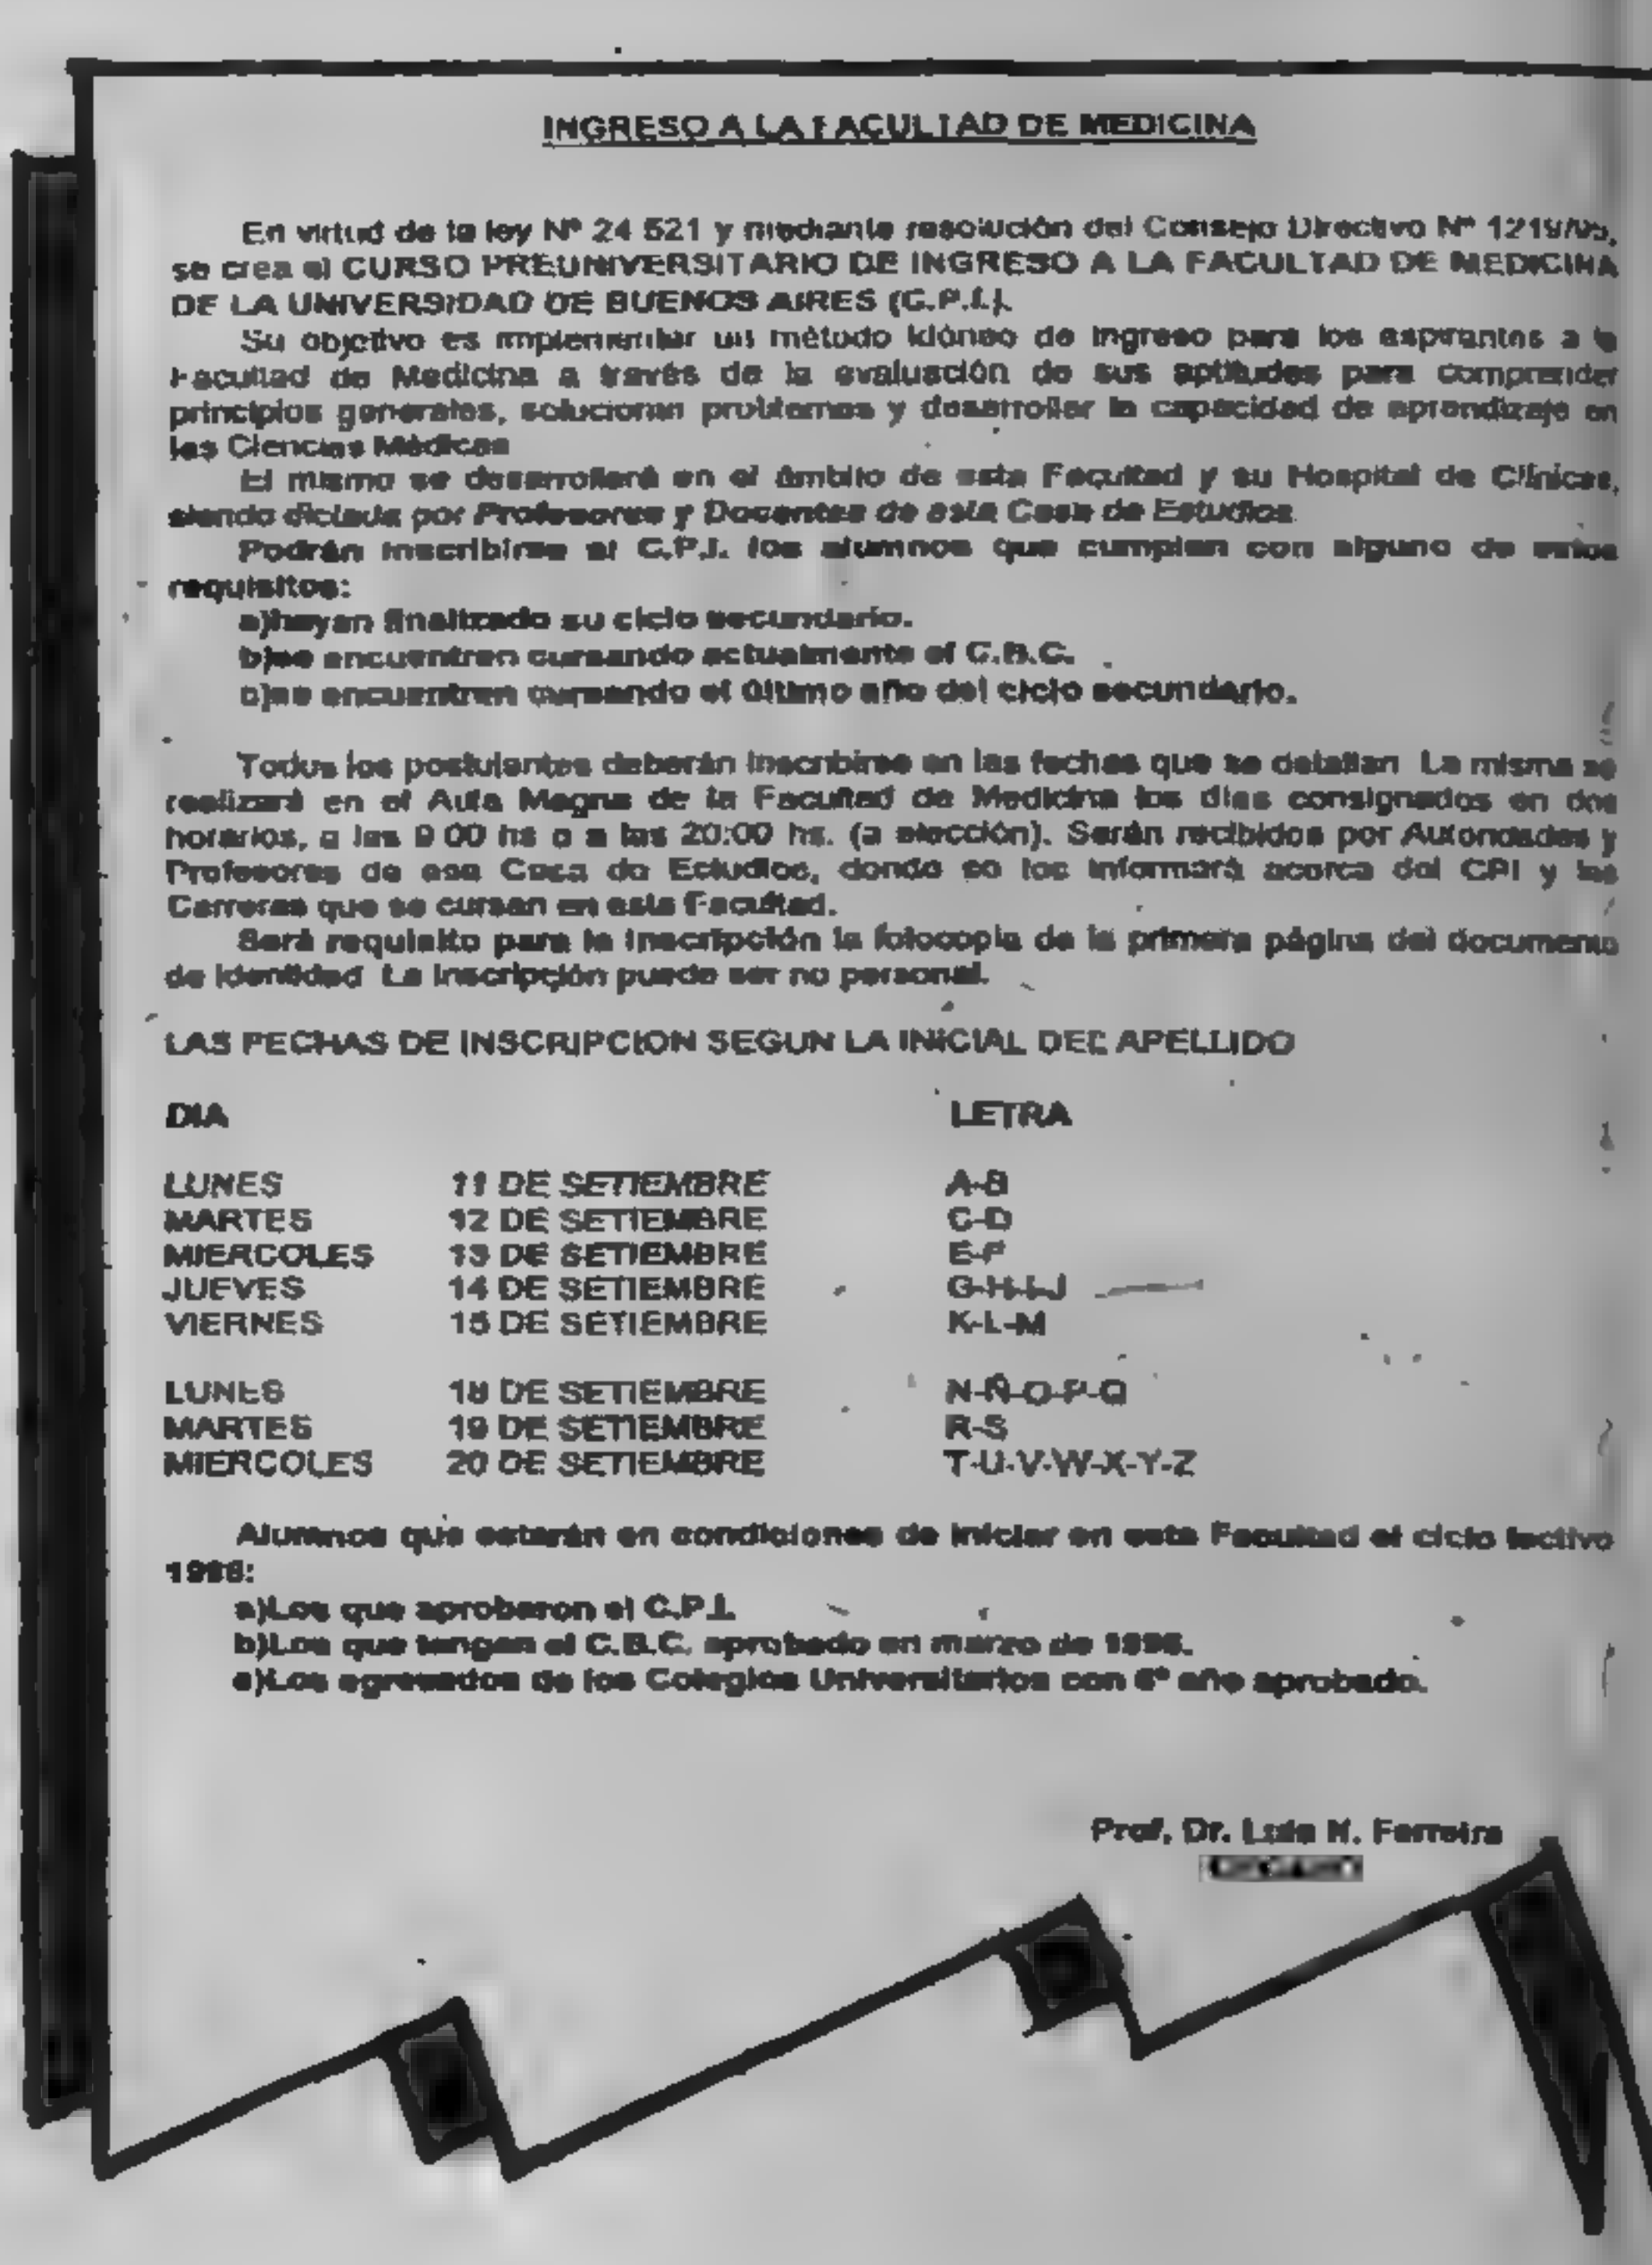 INGRESO A LA FACULTAD DE MEDICINA
En virtud de la ley Nº 24 521 y mediante resolución del Consejo Directivo Nº 1219/95,
se crea el CURSO PREUNIVERSITARIO DE INGRESO A LA FACULTAD DE MEDICINA
DE LA UNIVERSIDAD DE BUENOS AIRES (C.P.I.).
Su objetivo es implementar un método idóneo de ingreso para los aspirantes a la
Facultad de Medicina a través de la evaluación de sus aptitudes para comprender
principios generales, solucionar problemas y desarrollar la capacidad de aprendizaje en
las Ciencias Médicas
El mismo se desarrollará en el ámbito de esta Facultad y su Hospital de Clínicas,
siendo dictado por Profesores y Docentes de esta Casa de Estudios
Podrán inscribirse al C.P.I. los alumnos que cumplan con alguno de estos
requisitos:
a)hayan finalizado su ciclo secundario.
b)se encuentren cursando actualmente el C.B.C.
c)se encuentren cursando el último año del ciclo secundario.
Todos los postulantes deberán inscribirse en las fechas que se detallan La misma se
realizará en el Aula Magna de la Facultad de Medicina los días consignados en dos
horarios, a las 9 00 hs o a las 20:00 hs. (a elección). Serán recibidos por Autoridades y
Profesores de esa Casa de Estudios, donde se los informará acerca del CPI y las
Carreras que se cursan en esta Facultad.
Será requisito para la inscripción la fotocopia de la primera página del documento
de identidad La inscripción puede ser no personal.
LAS FECHAS DE INSCRIPCION SEGUN LA INICIAL DEL APELLIDO
DIA LETRA
LUNES 11 DE SETIEMBRE A-B
MARTES 12 DE SETIEMBRE C-D
MIERCOLES 13 DE SETIEMBRE E-F
JUEVES 14 DE SETIEMBRE G-H-I-J
VIERNES 15 DE SETIEMBRE K-L-M
LUNES 18 DE SETIEMBRE N-Ñ-O-P-Q
MARTES 19 DE SETIEMBRE R-S
MIERCOLES 20 DE SETIEMBRE T-U-V-W-X-Y-Z
Alumnos que estarán en condiciones de iniciar en esta Facultad el ciclo lectivo
1996:
a)Los que aprobaron el C.P.I.
b)Los que tengan el C.B.C. aprobado en marzo de 1996.
c)Los egresados de los Colegios Universitarios con 6º año aprobado.
Prof. Dr. Luis N. Ferreira